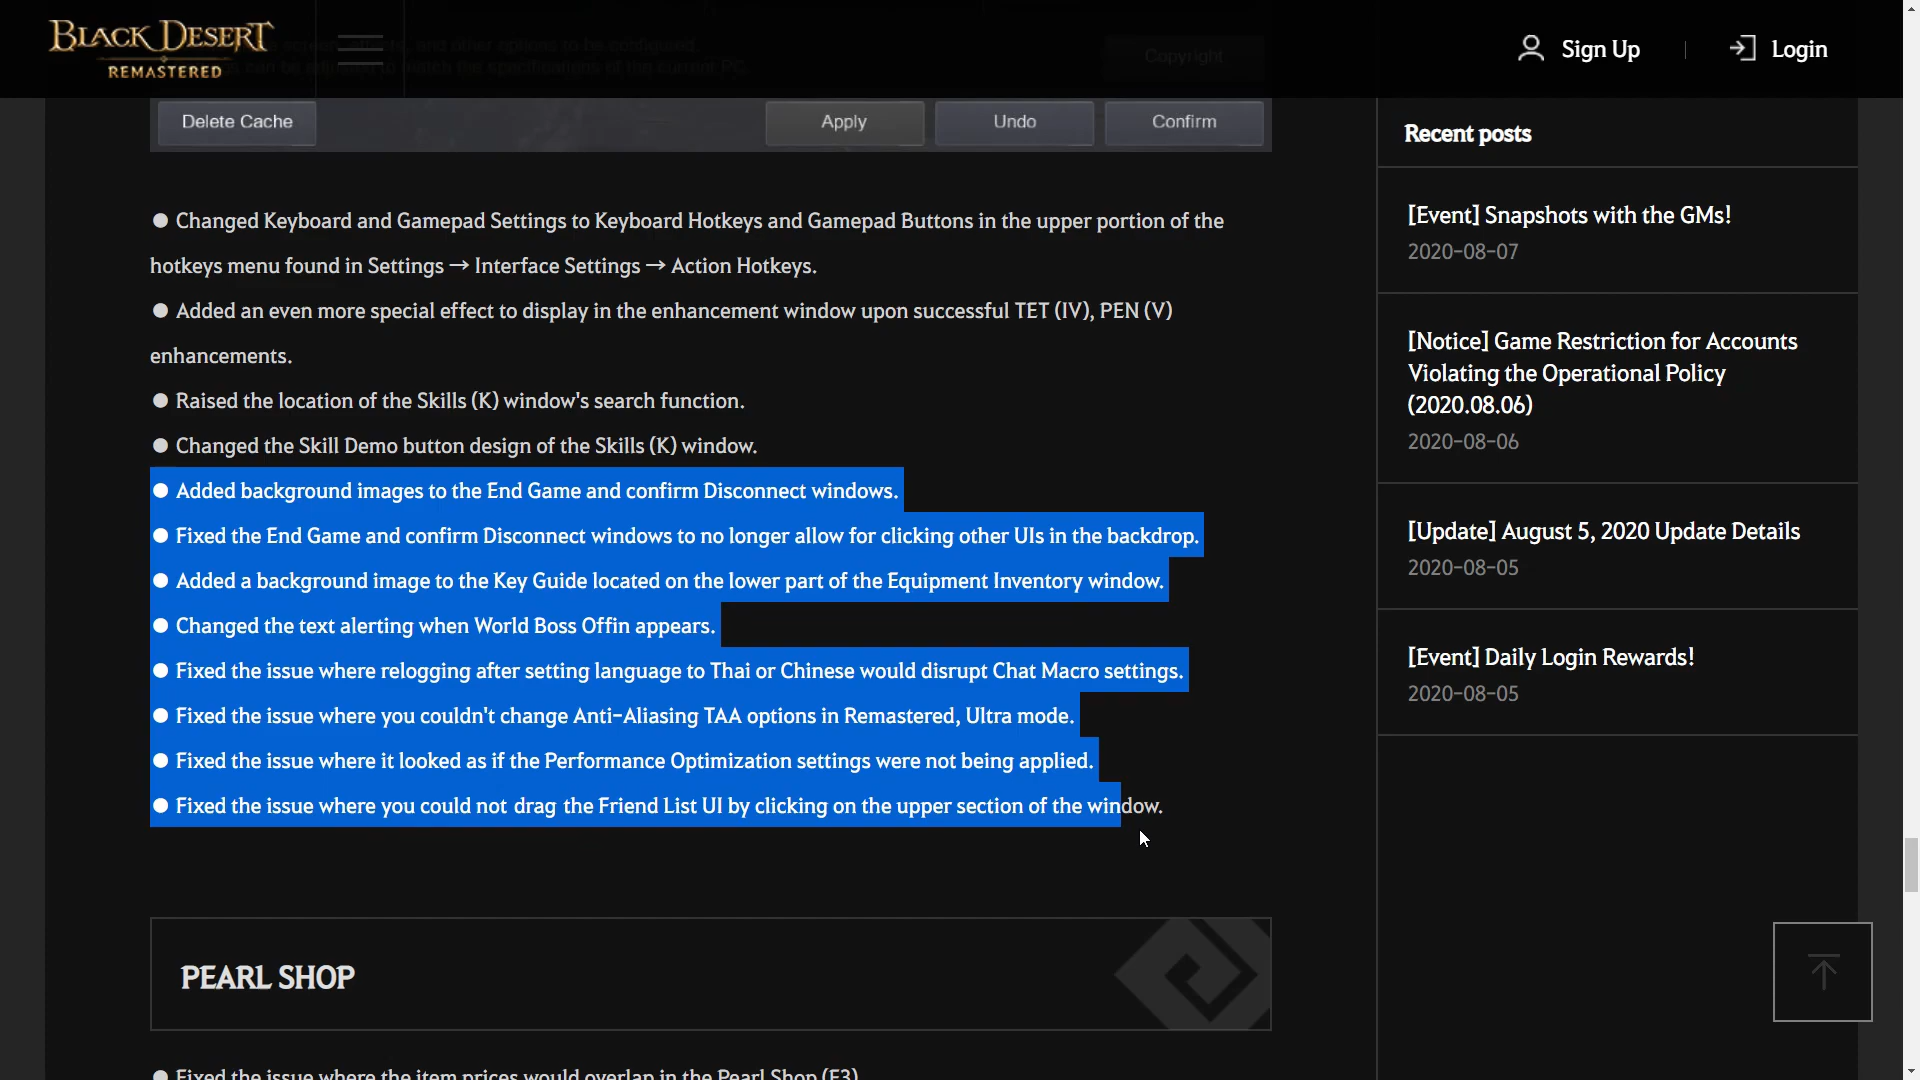 BLACK DESERT
REMASTERED
Sign Up
Login
Copyright
Delete Cache
Apply
Undo
Confirm
● Changed Keyboard and Gamepad Settings to Keyboard Hotkeys and Gamepad Buttons in the upper portion of the
hotkeys menu found in Settings → Interface Settings → Action Hotkeys.
● Added an even more special effect to display in the enhancement window upon successful TET (IV), PEN (V)
enhancements.
● Raised the location of the Skills (K) window's search function.
● Changed the Skill Demo button design of the Skills (K) window.
● Added background images to the End Game and confirm Disconnect windows.
● Fixed the End Game and confirm Disconnect windows to no longer allow for clicking other UIs in the backdrop.
● Added a background image to the Key Guide located on the lower part of the Equipment Inventory window.
● Changed the text alerting when World Boss Offin appears.
● Fixed the issue where relogging after setting language to Thai or Chinese would disrupt Chat Macro settings.
● Fixed the issue where you couldn't change Anti-Aliasing TAA options in Remastered, Ultra mode.
● Fixed the issue where it looked as if the Performance Optimization settings were not being applied.
● Fixed the issue where you could not drag the Friend List UI by clicking on the upper section of the window.
PEARL SHOP
● Fixed the issue where the item prices would overlap in the Pearl Shop (F3)
Recent posts
[Event] Snapshots with the GMs!
2020-08-07
[Notice] Game Restriction for Accounts
Violating the Operational Policy
(2020.08.06)
2020-08-06
[Update] August 5, 2020 Update Details
2020-08-05
[Event] Daily Login Rewards!
2020-08-05